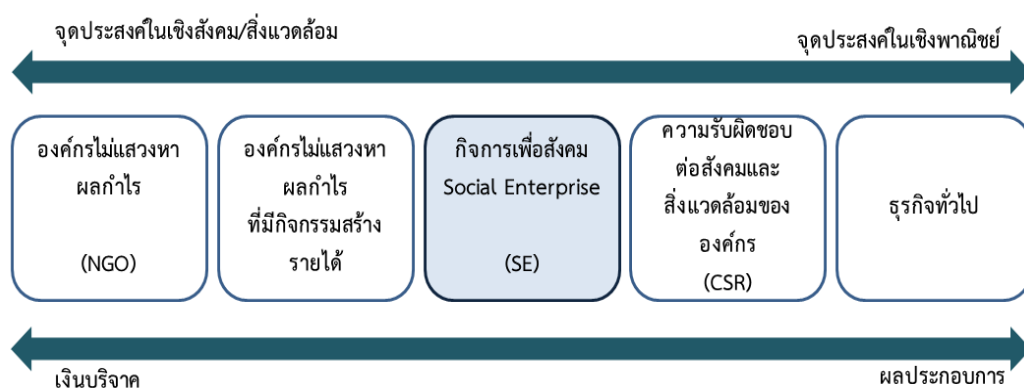 จุดประสงค์ในเชิงสังคม/สิ่งแวดล้อม
จุดประสงค์ในเชิงพาณิชย์
องค์กรไม่แสวงหา
ผลกำไร
(NGO)
องค์กรไม่แสวงหา
ผลกำไร
ที่มีกิจกรรมสร้าง
รายได้
กิจการเพื่อสังคม
Social Enterprise
(SE)
ความรับผิดชอบ
ต่อสังคมและ
สิ่งแวดล้อมของ
องค์กร
(CSR)
ธุรกิจทั่วไป
เงินบริจาค
ผลประกอบการ